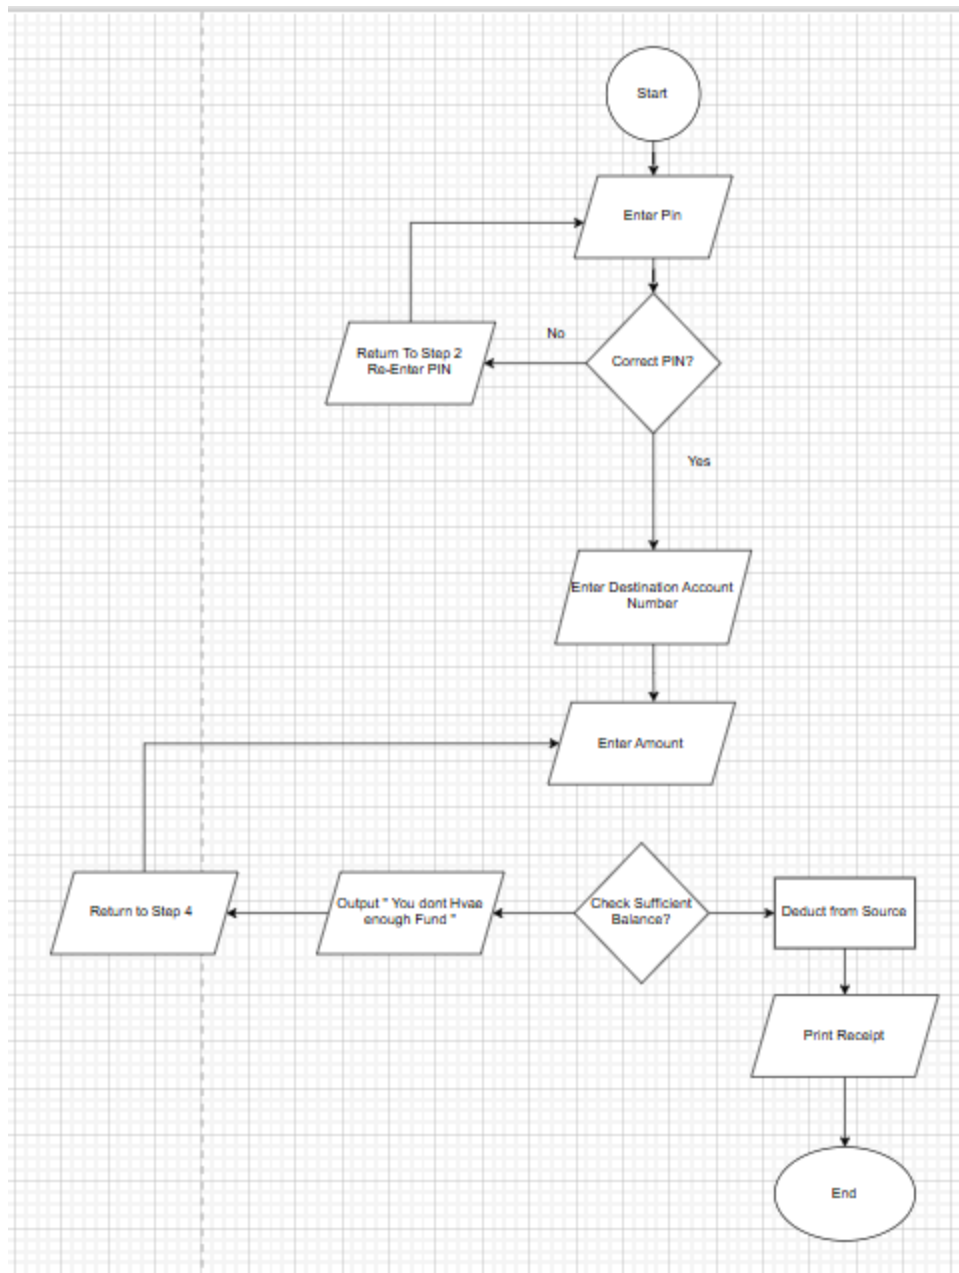 Start
Enter Pin
No
Return To Step 2
Re-Enter PIN
Correct PIN?
Yes
Enter Destination Account
Number
Enter Amount
Return to Step 4
Output " You dont Hvae
enough Fund "
Check Sufficient
Balance?
Deduct from Source
Print Receipt
End